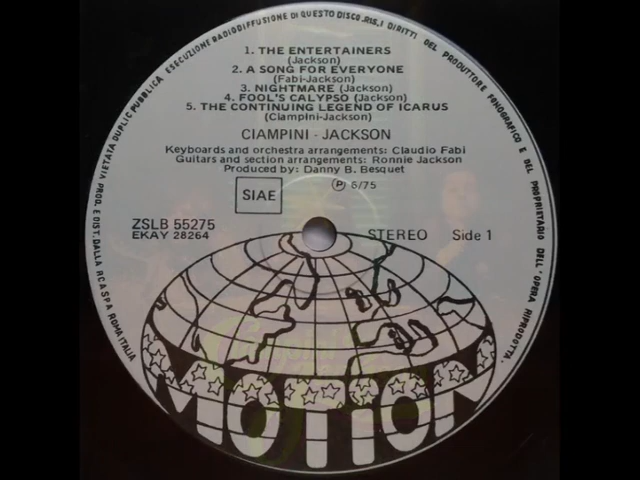 VIETATA DUPLIC. PUBBLICA ESECUZIONE RADIODIFFUSIONE DI QUESTO DISCO. RIS. I DIRITTI DEL PRODUTTORE FONOGRAFICO E DEL PROPRIETARIO DELL'OPERA RIPRODOTTA.
PROD. E DIST. DALLA RCA S.P.A. ROMA ITALIA
1. THE ENTERTAINERS
(Jackson)
2. A SONG FOR EVERYONE
(Fabi-Jackson)
3. NIGHTMARE (Jackson)
4. FOOL'S CALYPSO (Jackson)
5. THE CONTINUING LEGEND OF ICARUS
(Ciampini-Jackson)
CIAMPINI - JACKSON
Keyboards and orchestra arrangements: Claudio Fabi
Guitars and section arrangements: Ronnie Jackson
Produced by: Danny B. Besquet
SIAE
Ⓟ 6/75
ZSLB 55275
EKAY 28264
STEREO Side 1
MOTION